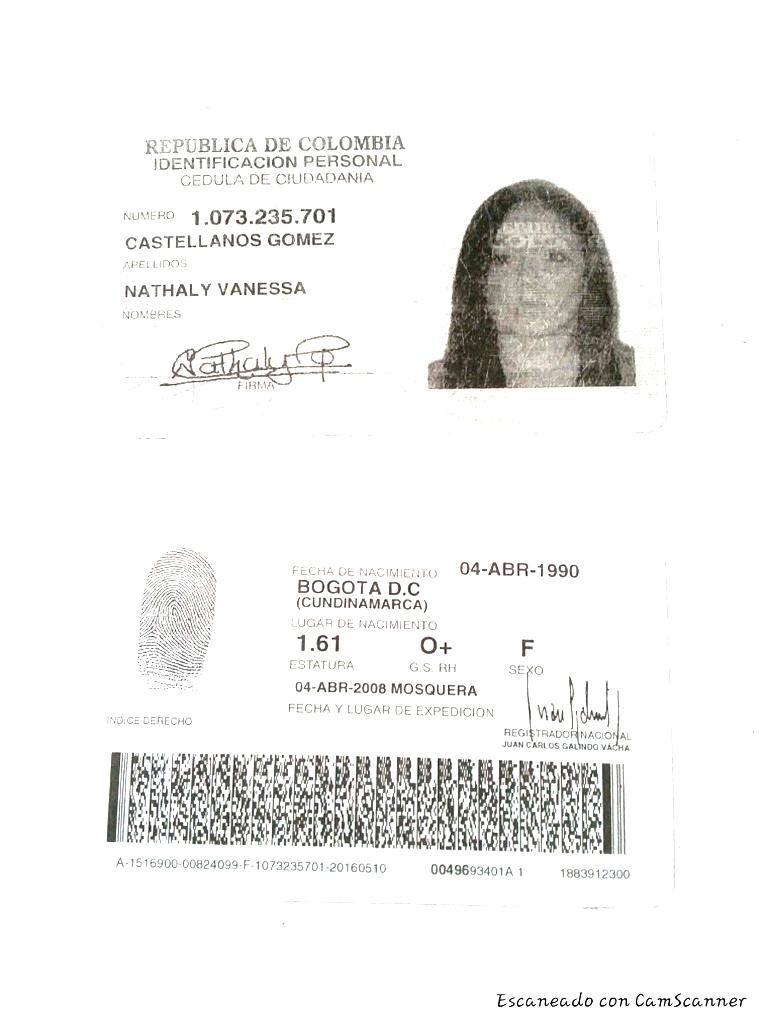 REPUBLICA DE COLOMBIA
IDENTIFICACION PERSONAL
CEDULA DE CIUDADANIA
NUMERO 1.073.235.701
CASTELLANOS GOMEZ
APELLIDOS
NATHALY VANESSA
NOMBRES
Nathaly
FIRMA
FECHA DE NACIMIENTO 04-ABR-1990
BOGOTA D.C
(CUNDINAMARCA)
LUGAR DE NACIMIENTO
1.61 O+ F
ESTATURA G.S. RH SEXO
04-ABR-2008 MOSQUERA
FECHA Y LUGAR DE EXPEDICION
INDICE DERECHO
REGISTRADOR NACIONAL
JUAN CARLOS GALINDO VACHA
A-1516900-00824099-F-1073235701-20160510 0049693401A 1 1883912300
Escaneado con CamScanner